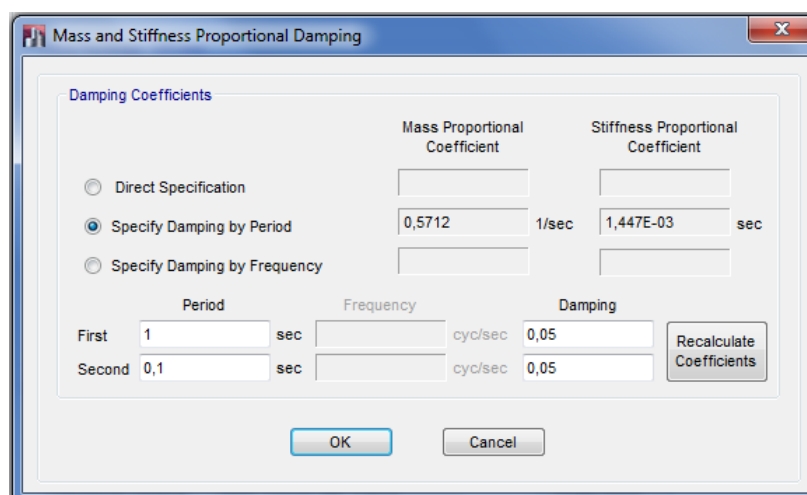 Mass and Stiffness Proportional Damping
Damping Coefficients
Mass Proportional Coefficient
Stiffness Proportional Coefficient
Direct Specification
Specify Damping by Period 0,5712 1/sec 1,447E-03 sec
Specify Damping by Frequency
Period Frequency Damping
First 1 sec cyc/sec 0,05
Second 0,1 sec cyc/sec 0,05
Recalculate Coefficients
OK Cancel